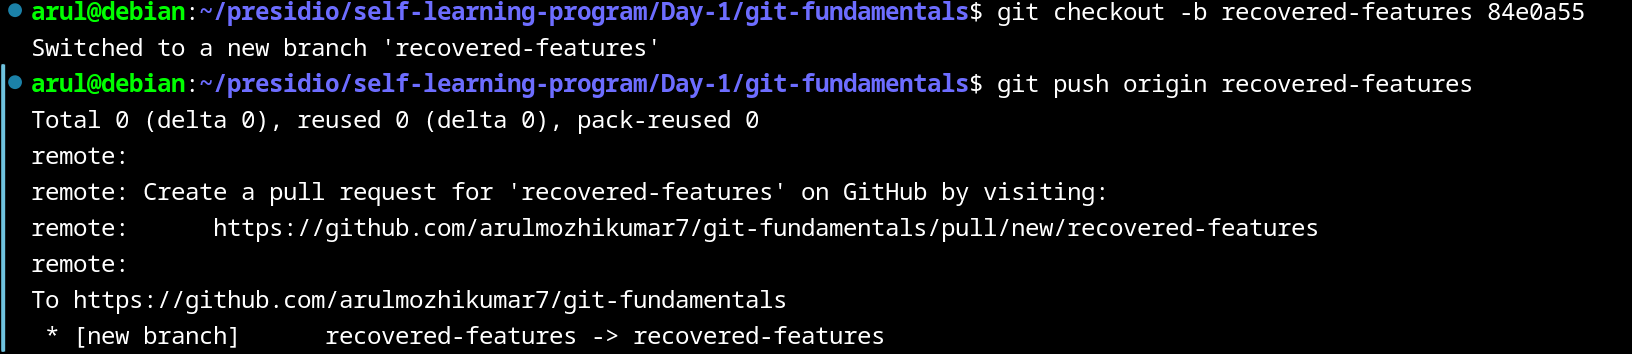 arul@debian:~/presidio/self-learning-program/Day-1/git-fundamentals$ git checkout -b recovered-features 84e0a55
Switched to a new branch 'recovered-features'
arul@debian:~/presidio/self-learning-program/Day-1/git-fundamentals$ git push origin recovered-features
Total 0 (delta 0), reused 0 (delta 0), pack-reused 0
remote:
remote: Create a pull request for 'recovered-features' on GitHub by visiting:
remote:      https://github.com/arulmozhikumar7/git-fundamentals/pull/new/recovered-features
remote:
To https://github.com/arulmozhikumar7/git-fundamentals
 * [new branch]      recovered-features -> recovered-features